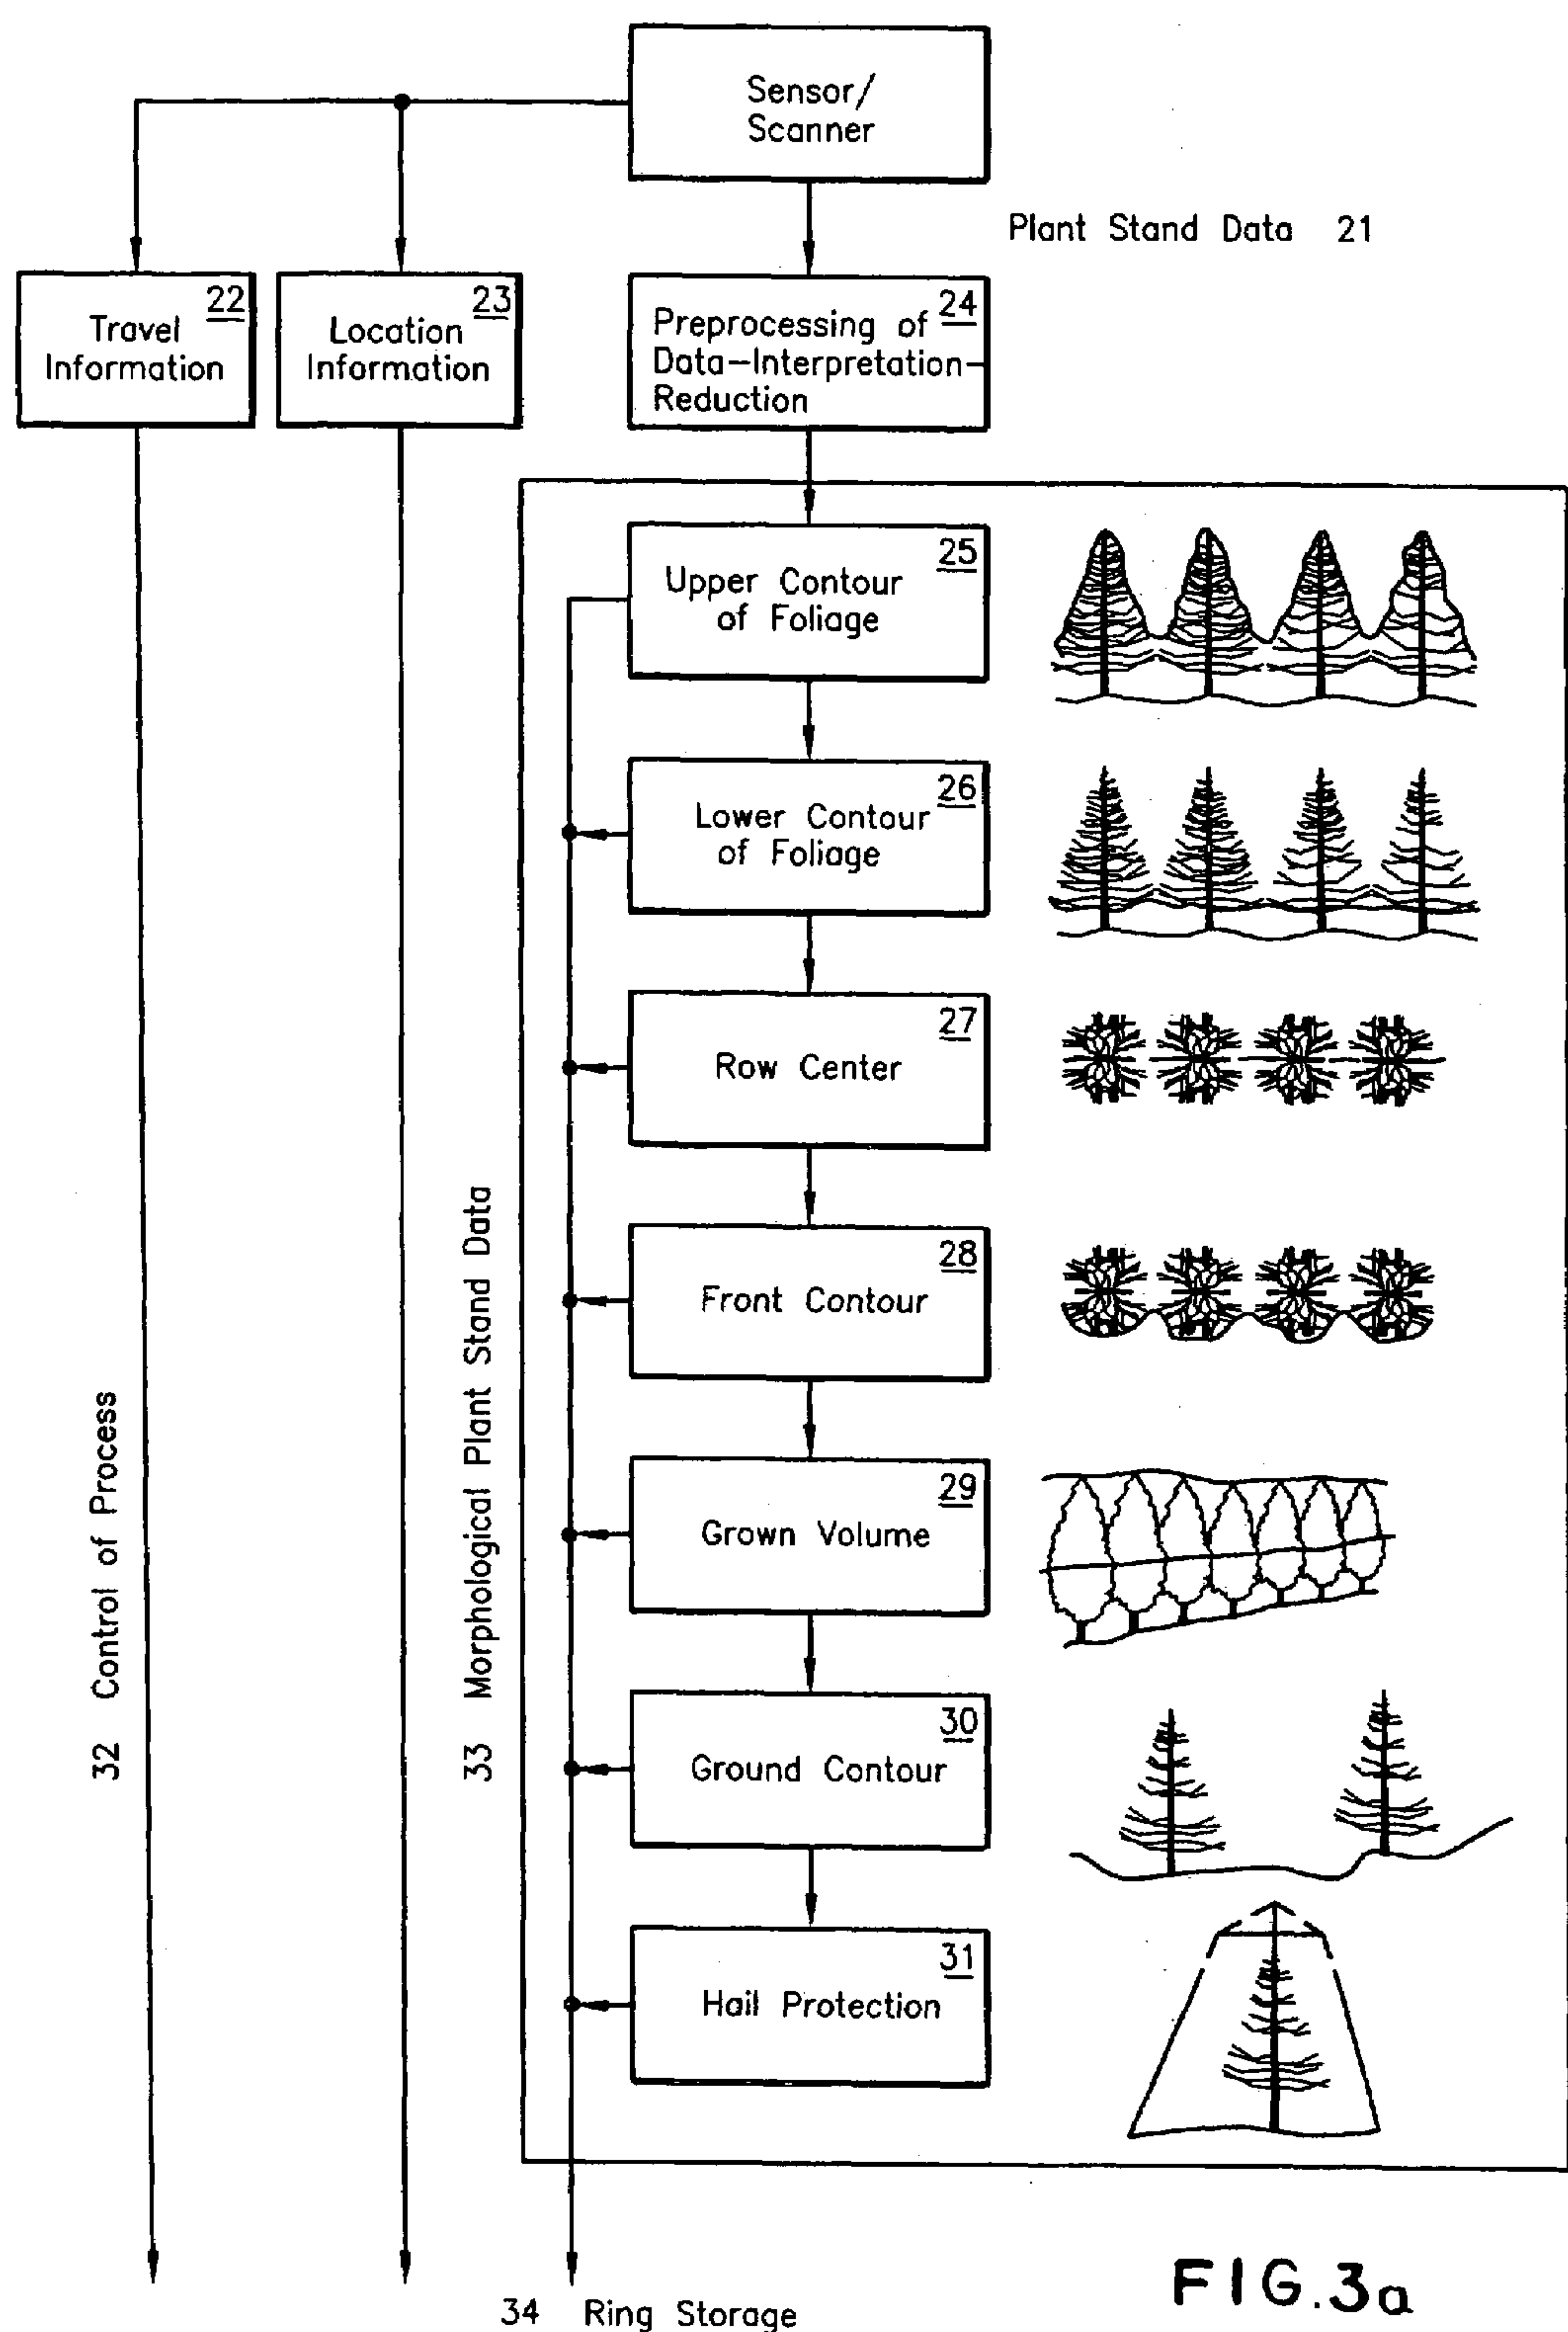 Sensor/
Scanner
Plant Stand Data 21
22
Travel
Information
23
Location
Information
24
Preprocessing of
Data-Interpretation-
Reduction
25
Upper Contour
of Foliage
26
Lower Contour
of Foliage
27
Row Center
28
Front Contour
29
Grown Volume
30
Ground Contour
31
Hail Protection
32 Control of Process
33 Morphological Plant Stand Data
34 Ring Storage
FIG.3a